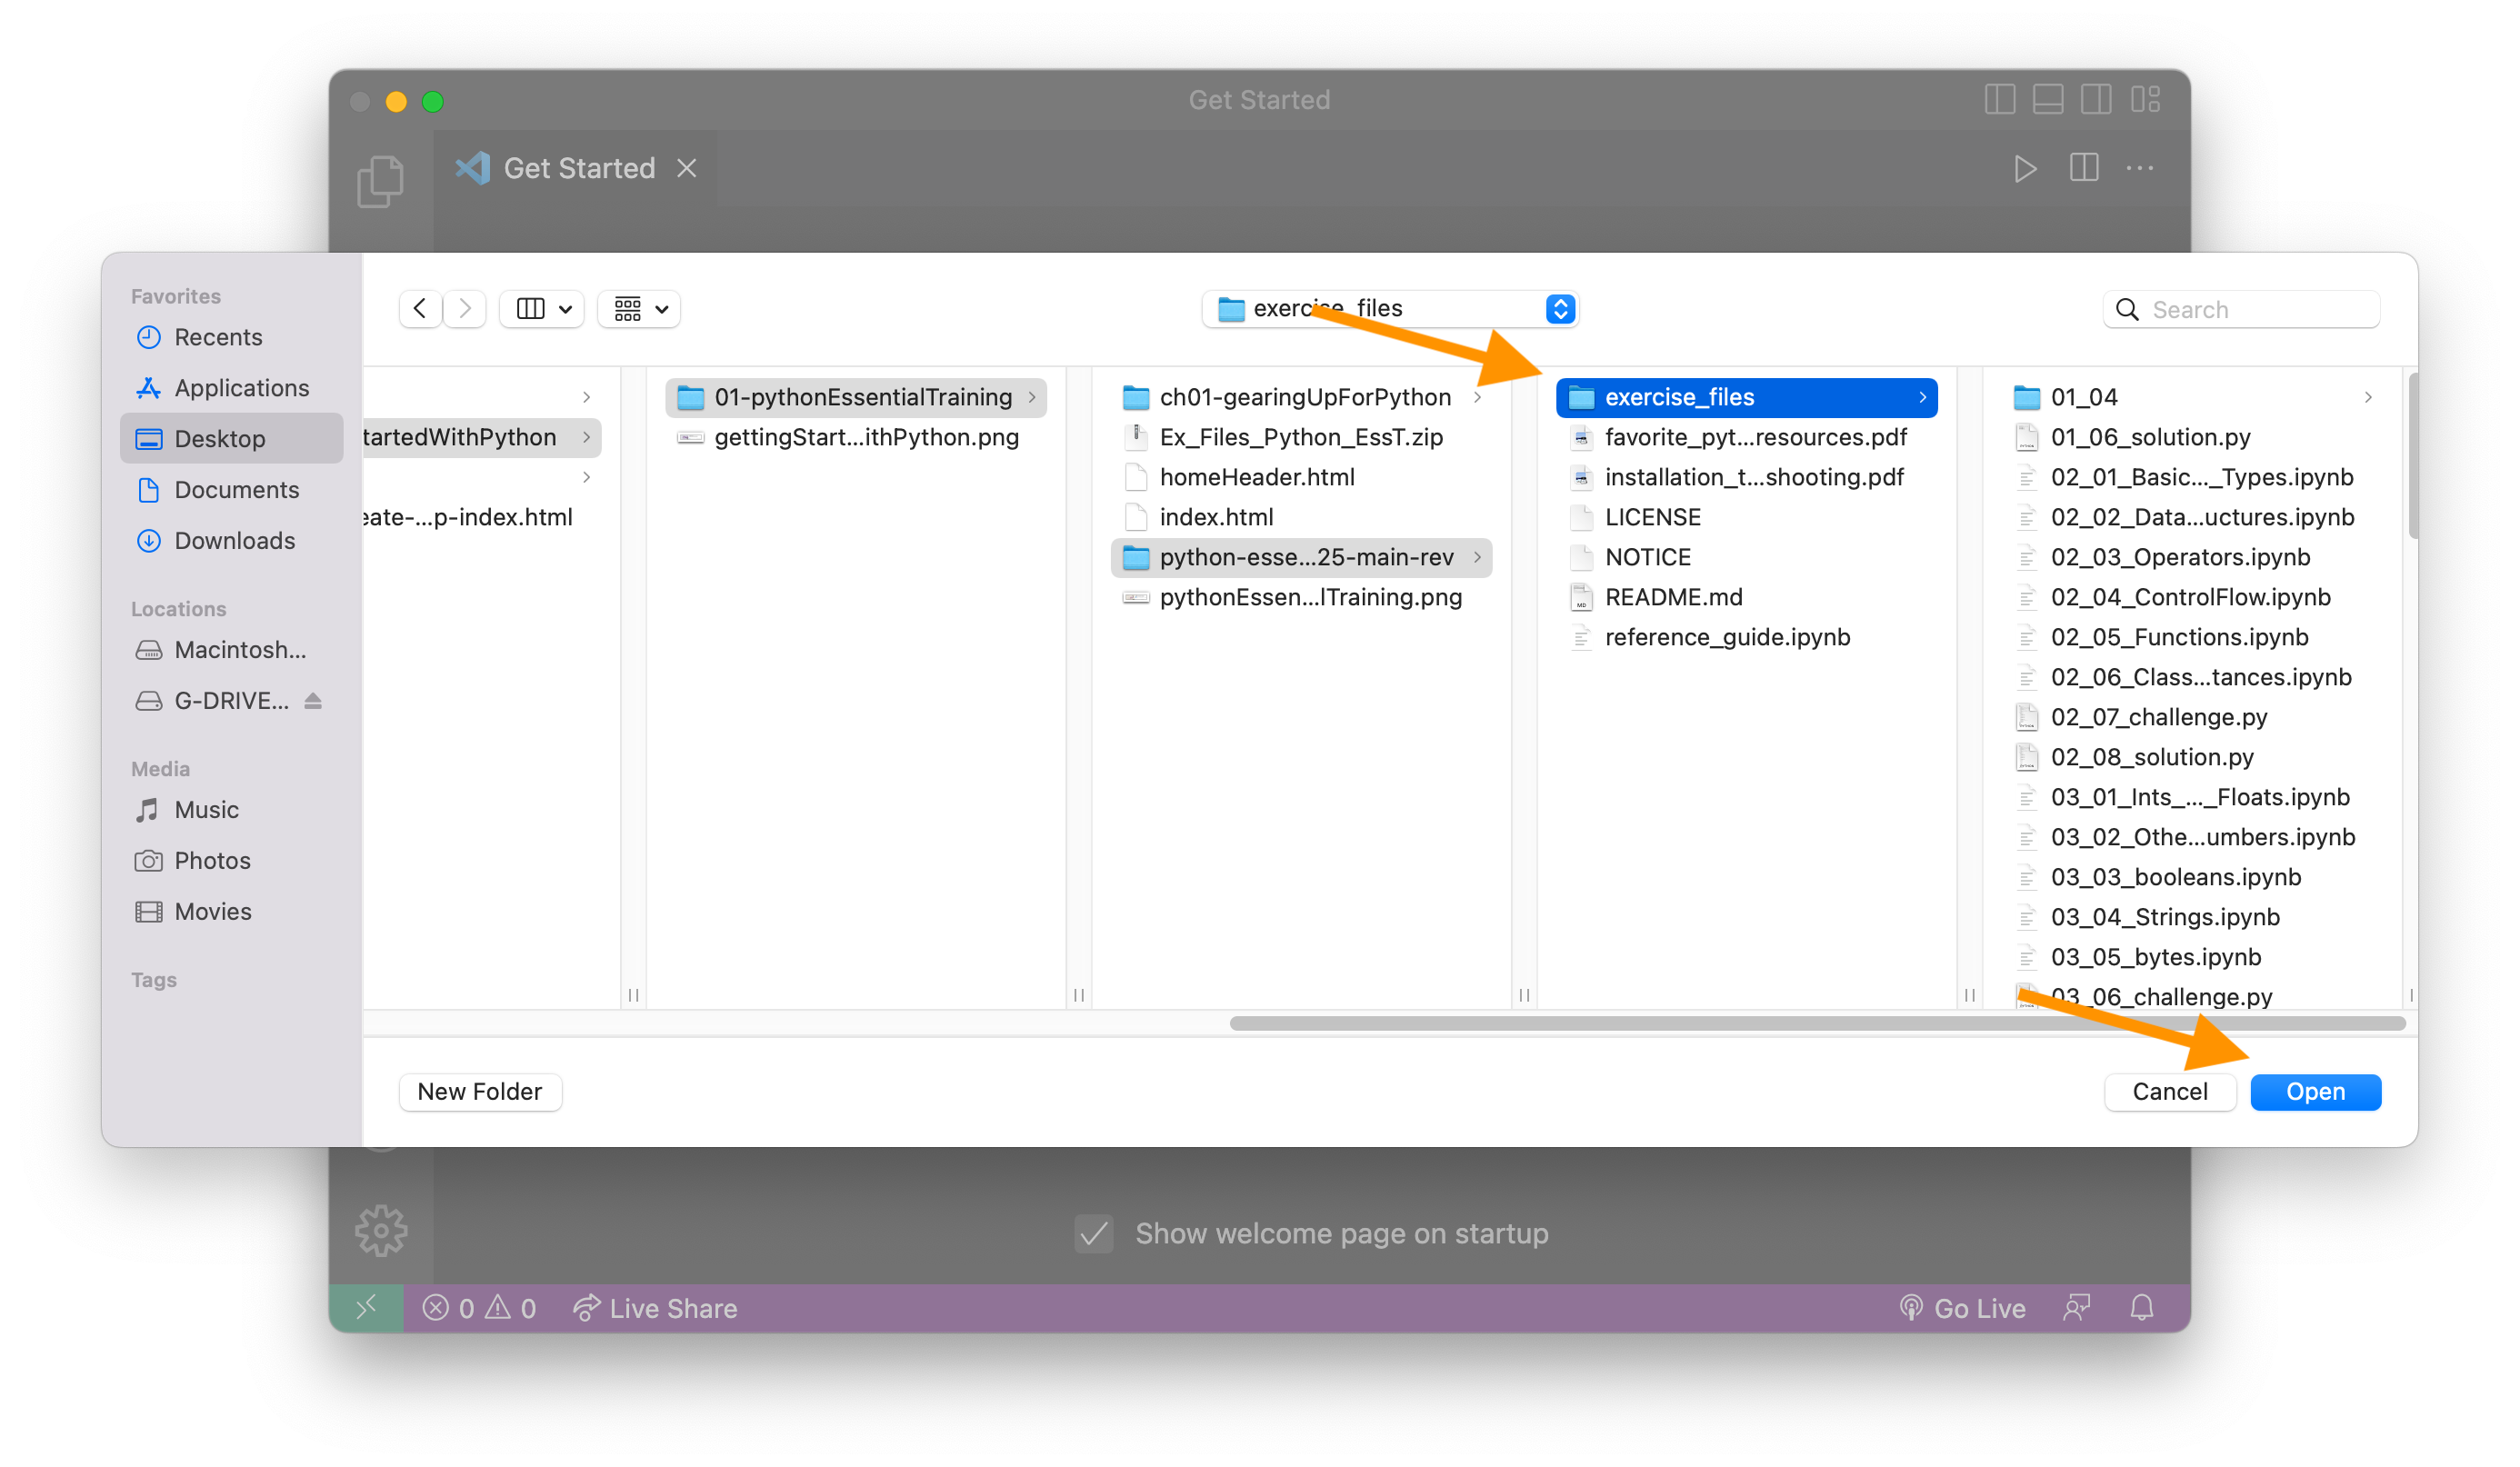 Get Started
Get Started
Favorites
Recents
Applications
Desktop
Documents
Downloads
Locations
Macintosh...
G-DRIVE...
Media
Music
Photos
Movies
Tags
exercise_files
Search
tartedWithPython
eate-...p-index.html
01-pythonEssentialTraining
gettingStart...ithPython.png
ch01-gearingUpForPython
Ex_Files_Python_EssT.zip
homeHeader.html
index.html
python-esse...25-main-rev
pythonEssen...lTraining.png
exercise_files
favorite_pyt...resources.pdf
installation_t...shooting.pdf
LICENSE
NOTICE
README.md
reference_guide.ipynb
01_04
01_06_solution.py
02_01_Basic..._Types.ipynb
02_02_Data...uctures.ipynb
02_03_Operators.ipynb
02_04_ControlFlow.ipynb
02_05_Functions.ipynb
02_06_Class...tances.ipynb
02_07_challenge.py
02_08_solution.py
03_01_Ints_..._Floats.ipynb
03_02_Othe...umbers.ipynb
03_03_booleans.ipynb
03_04_Strings.ipynb
03_05_bytes.ipynb
03_06_challenge.py
New Folder
Cancel
Open
Show welcome page on startup
0 0 Live Share
Go Live